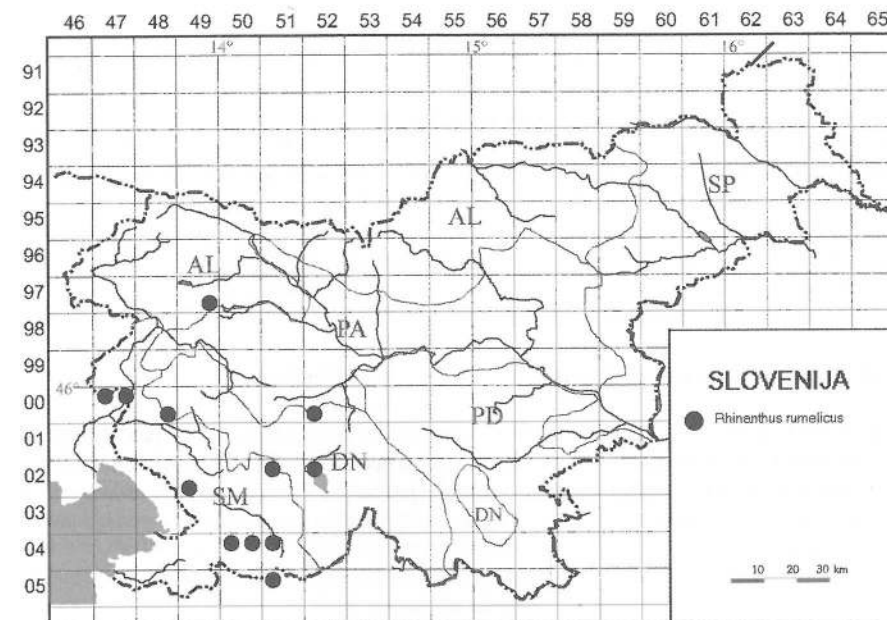 46 47 48 49 50 51 52 53 54 55 56 57 58 59 60 61 62 63 64 65
14° 15° 16°
91
92
93
94
95
96
97
98
99
00
01
02
03
04
05
46°
SP
AL
AL
PA
PD
DN
SM
DN
SLOVENIJA
Rhinanthus rumelicus
10 20 30 km